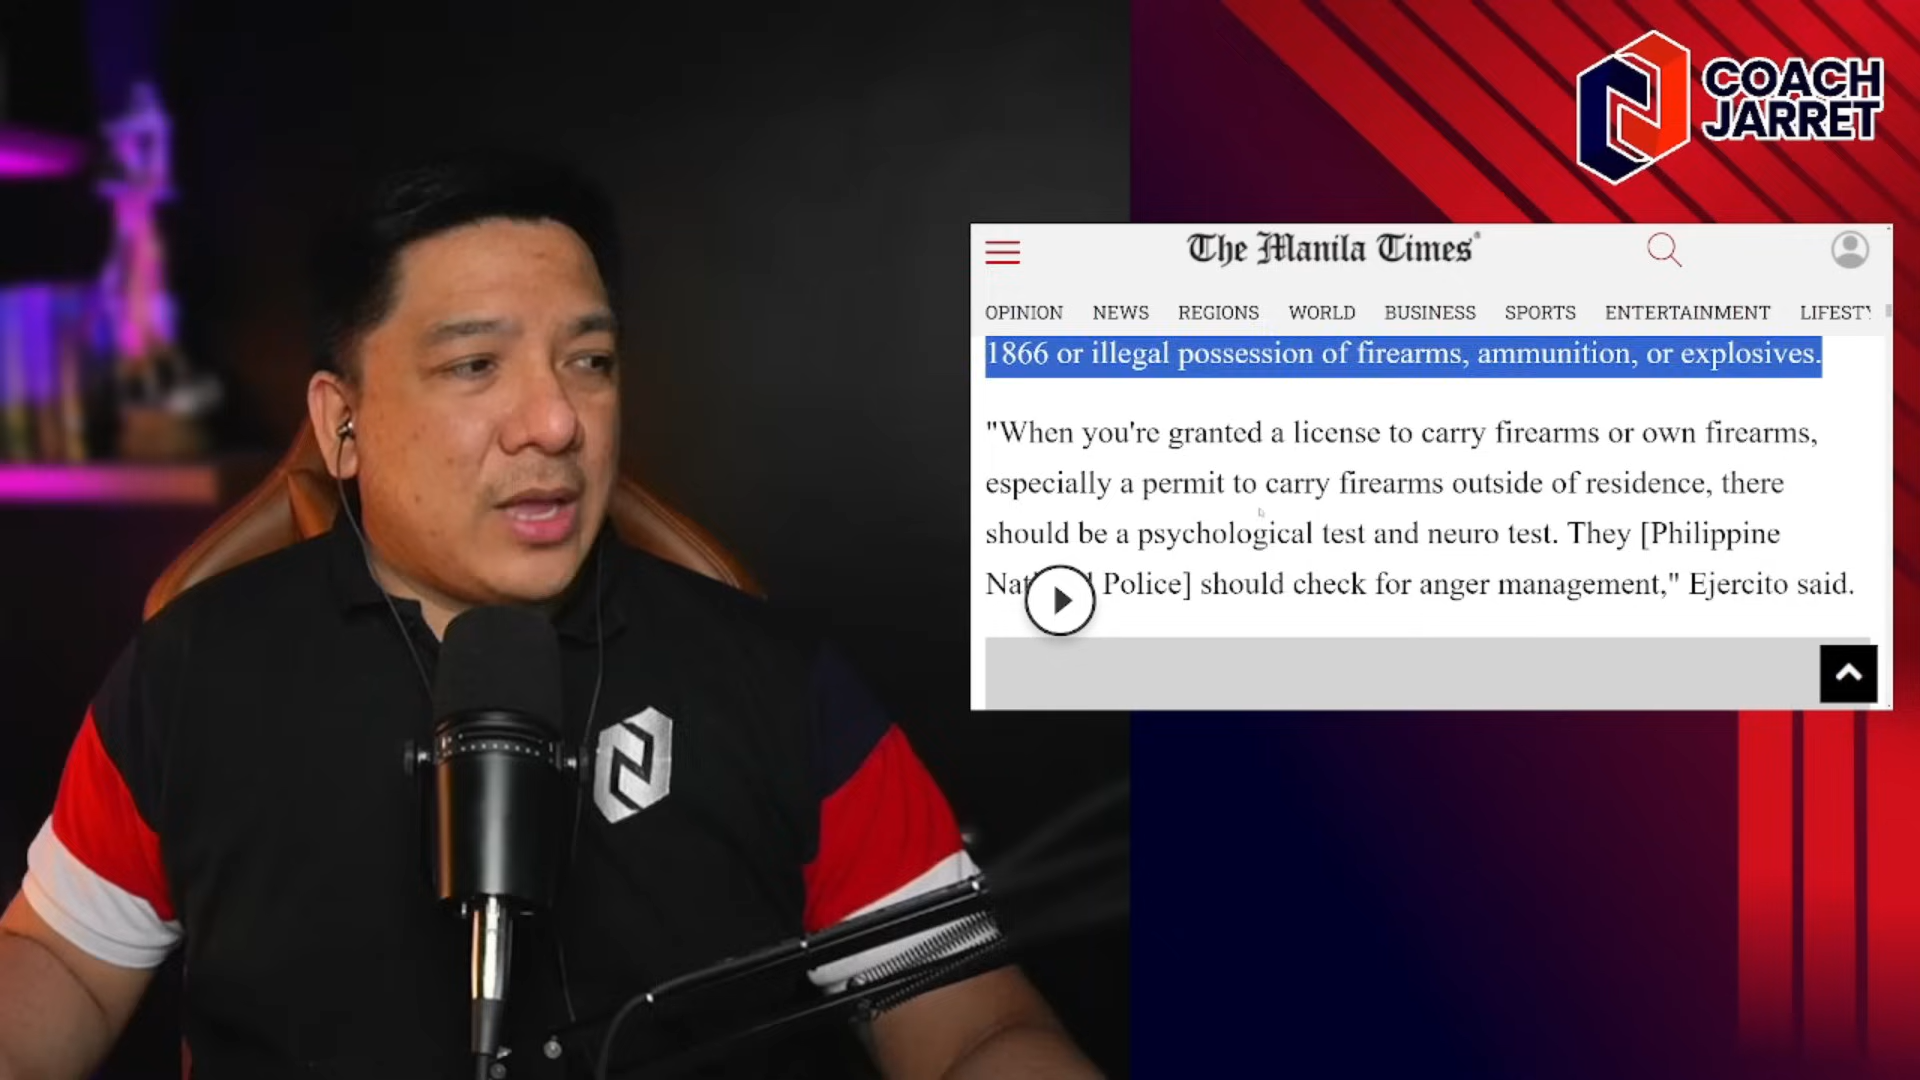 COACH
JARRET
The Manila Times
OPINION NEWS REGIONS WORLD BUSINESS SPORTS ENTERTAINMENT
1866 or illegal possession of firearms, ammunition, or explosives.
"When you're granted a license to carry firearms or own firearms,
especially a permit to carry firearms outside of residence, there
should be a psychological test and neuro test. They [Philippine
Police] should check for anger management," Ejercito said.